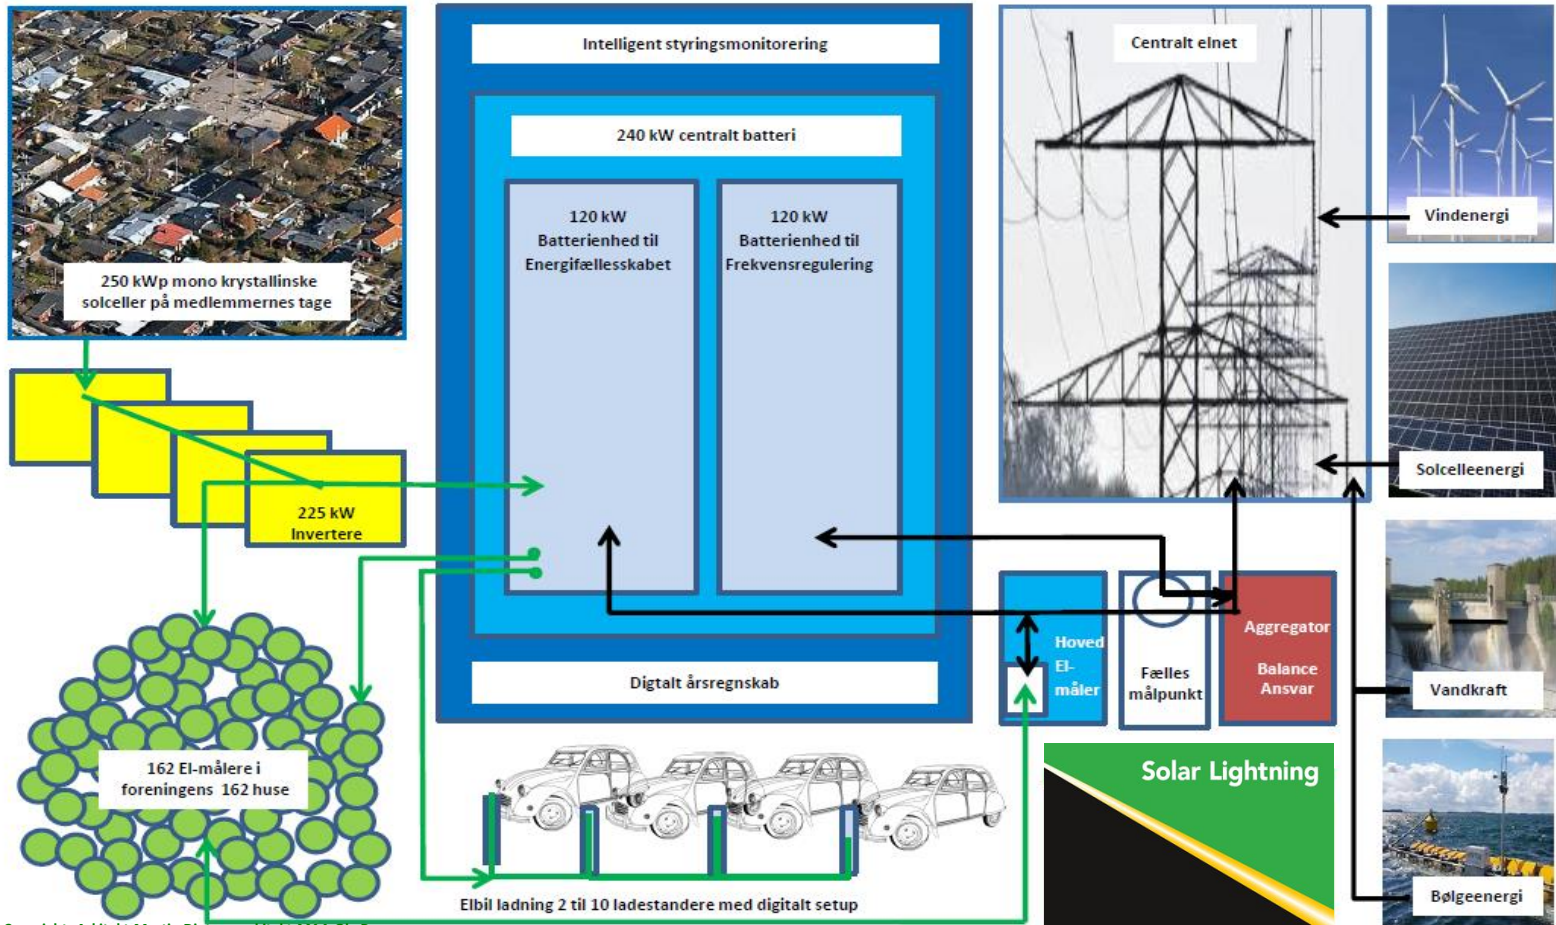 Intelligent styringsmonitorering
240 kW centralt batteri
120 kW
Batterienhed til
Energifællesskabet
120 kW
Batterienhed til
Frekvensregulering
Centralt elnet
Vindenergi
250 kWp mono krystallinske
solceller på medlemmernes tage
Solcelleenergi
225 kW
Invertere
Hoved
El-
måler
Fælles
målpunkt
Aggregator
Balance
Ansvar
Digtalt årsregnskab
Vandkraft
162 El-målere i
foreningens 162 huse
Solar Lightning
Elbil ladning 2 til 10 ladestandere med digitalt setup
Bølgeenergi